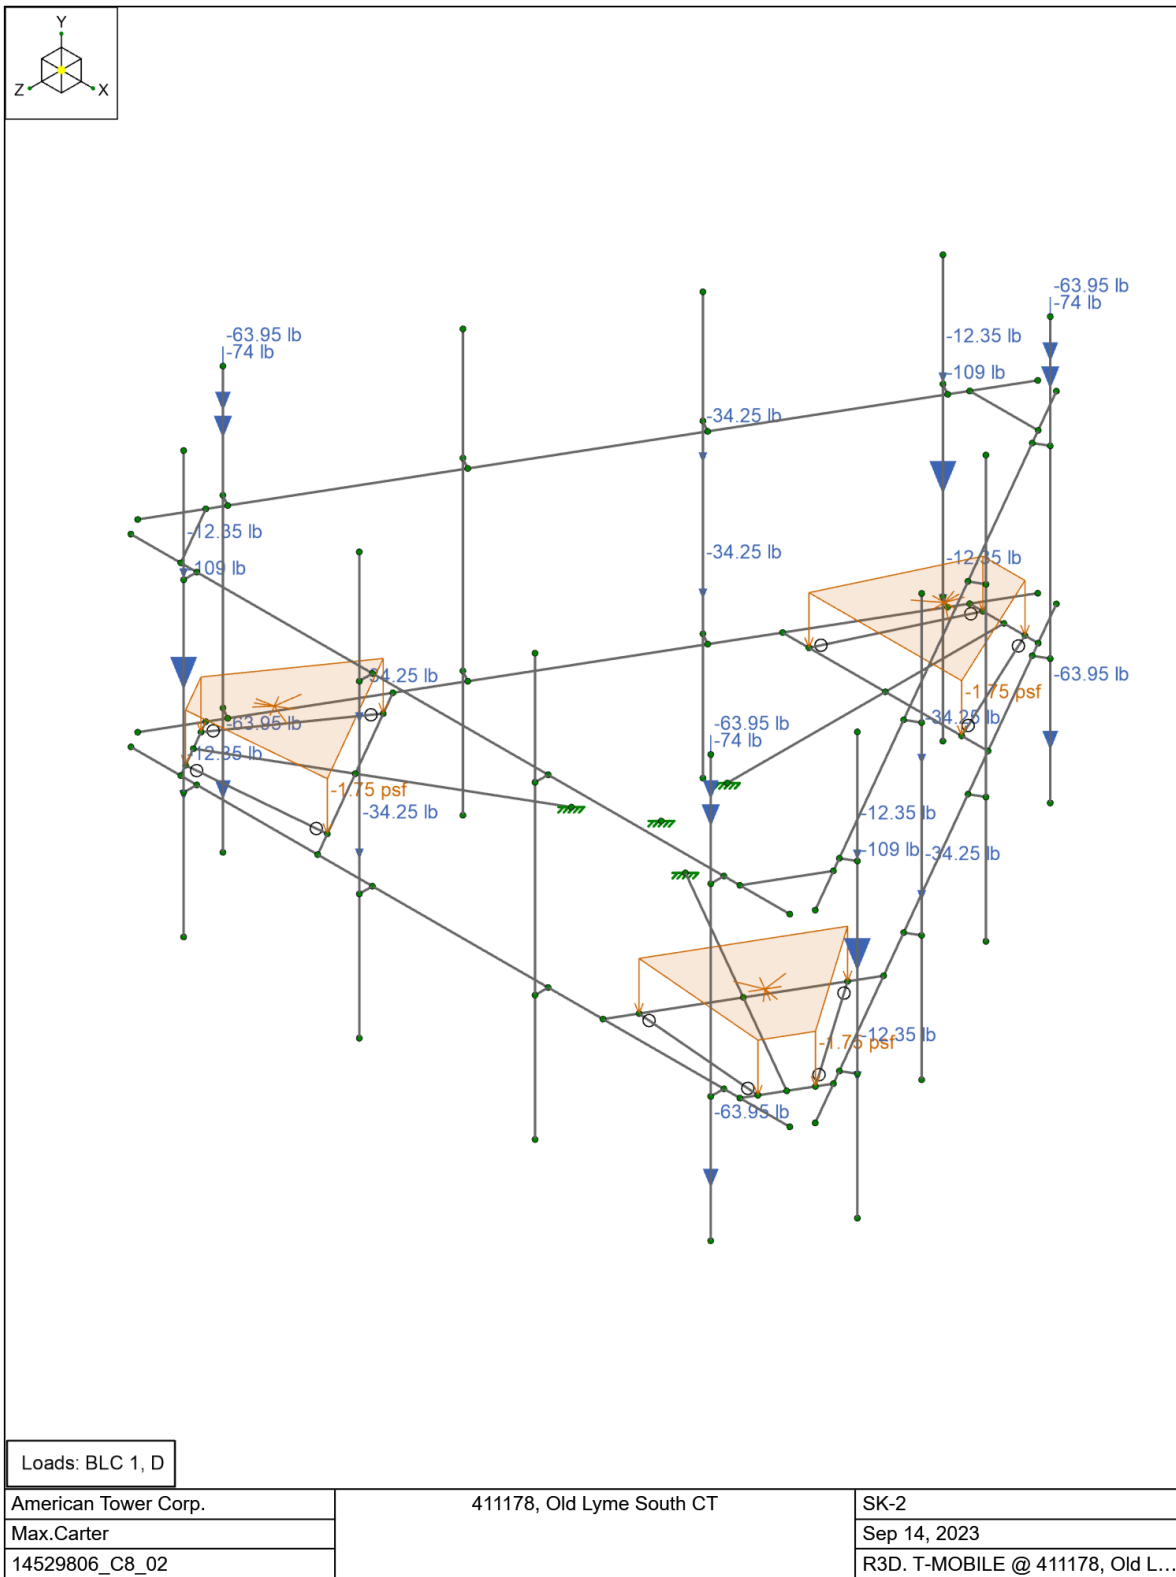 Y
Z
X
-63.95 lb
-74 lb
-12.35 lb
-109 lb
-63.95 lb
-74 lb
-34.25 lb
-12.35 lb
-109 lb
-34.25 lb
-12.35 lb
-34.25 lb
-63.95 lb
-1.75 psf
-63.95 lb
-34.25 lb
-63.95 lb
-74 lb
-12.35 lb
-1.75 psf
-34.25 lb
-12.35 lb
-109 lb
-34.25 lb
-1.75 psf
-12.35 lb
-63.95 lb
Loads: BLC 1, D
American Tower Corp.
Max.Carter
14529806_C8_02
411178, Old Lyme South CT
SK-2
Sep 14, 2023
R3D. T-MOBILE @ 411178, Old L...